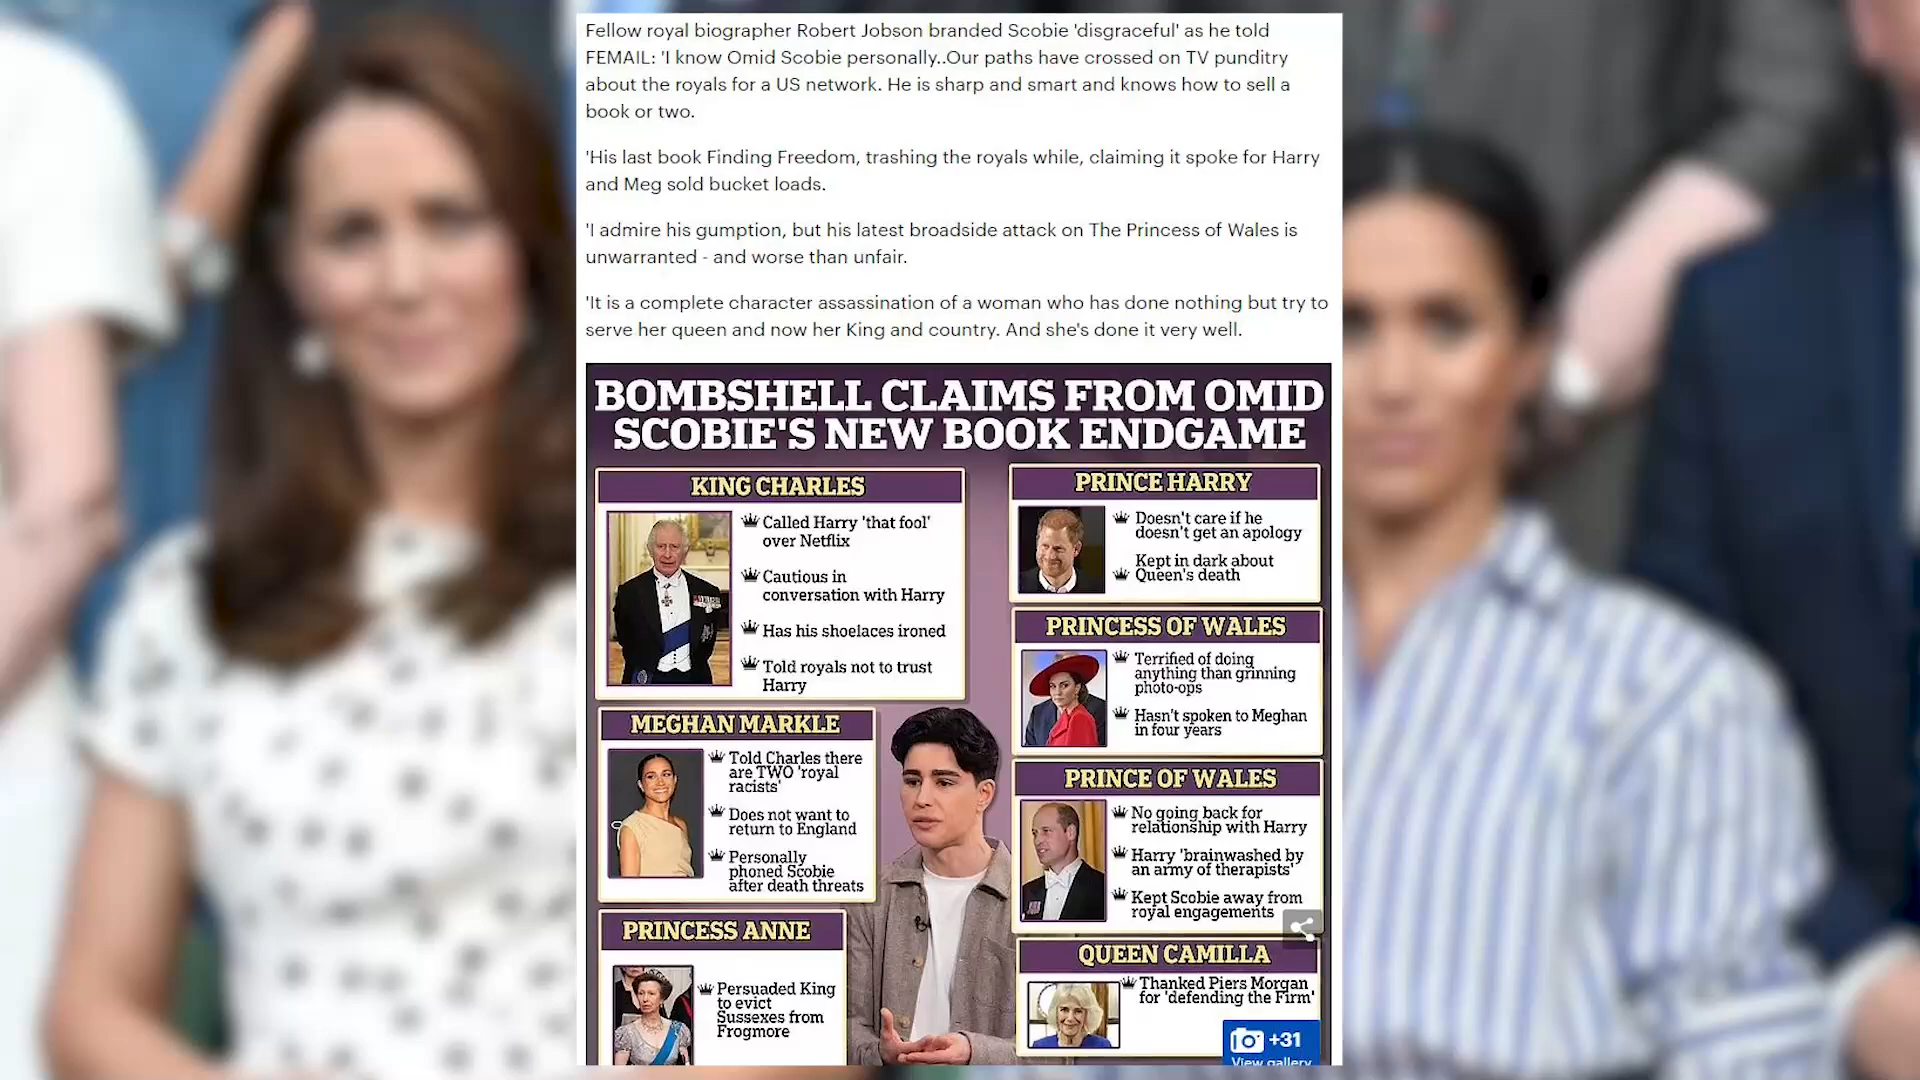 Fellow royal biographer Robert Jobson branded Scobie 'disgraceful' as he told
FEMAIL: 'I know Omid Scobie personally..Our paths have crossed on TV punditry
about the royals for a US network. He is sharp and smart and knows how to sell a
book or two.
'His last book Finding Freedom, trashing the royals while, claiming it spoke for Harry
and Meg sold bucket loads.
'I admire his gumption, but his latest broadside attack on The Princess of Wales is
unwarranted - and worse than unfair.
'It is a complete character assassination of a woman who has done nothing but try to
serve her queen and now her King and country. And she's done it very well.
BOMBSHELL CLAIMS FROM OMID
SCOBIE'S NEW BOOK ENDGAME
KING CHARLES
Called Harry 'that fool'
over Netflix
Cautious in
conversation with Harry
Has his shoelaces ironed
Told royals not to trust
Harry
PRINCE HARRY
Doesn't care if he
doesn't get an apology
Kept in dark about
Queen's death
PRINCESS OF WALES
Terrified of doing
anything than grinning
photo-ops
Hasn't spoken to Meghan
in four years
MEGHAN MARKLE
Told Charles there
are TWO 'royal
racists'
Does not want to
return to England
Personally
phoned Scobie
after death threats
PRINCE OF WALES
No going back for
relationship with Harry
Harry 'brainwashed by
an army of therapists'
Kept Scobie away from
royal engagements
PRINCESS ANNE
Persuaded King
to evict
Sussexes from
Frogmore
QUEEN CAMILLA
Thanked Piers Morgan
for 'defending the Firm'
+31
View gallery